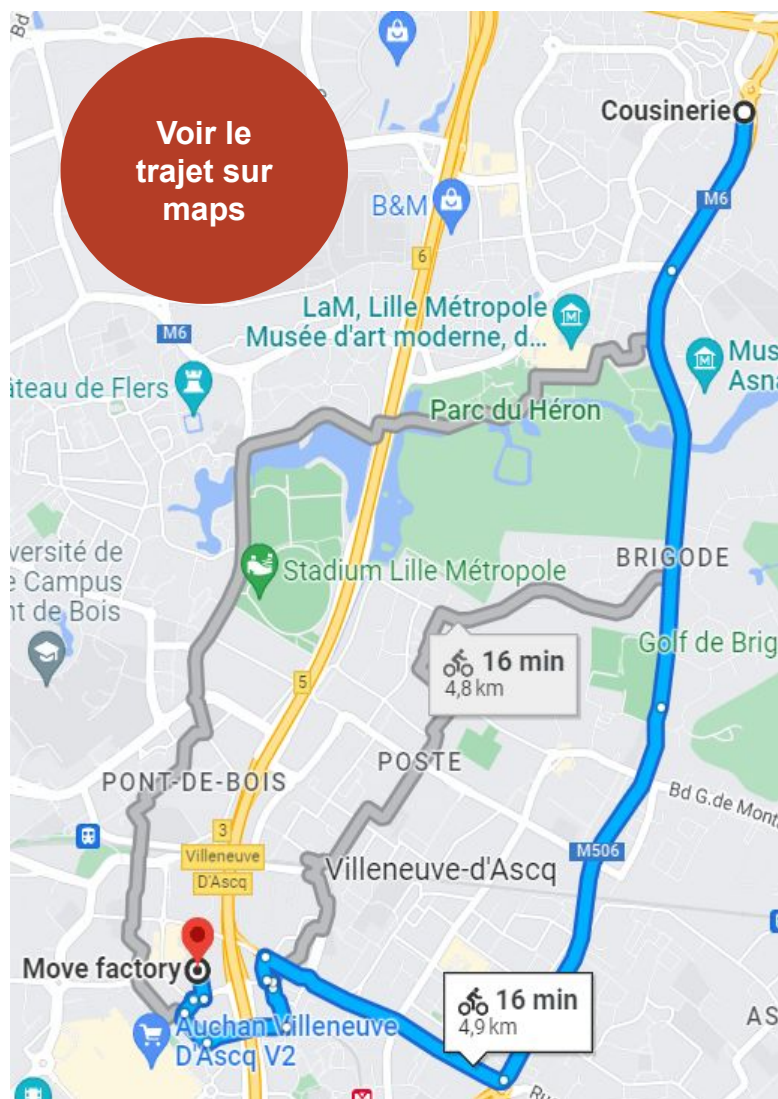 Bd
Voir le
trajet sur
maps
Cousinerie
M6
B&M
6
LaM, Lille Métropole
Musée d'art moderne, d...
M6
Mus
Asna
âteau de Flers
Parc du Héron
versité de
e Campus
nt de Bois
Stadium Lille Métropole
BRIGODE
Golf de Brig
16 min
4,8 km
5
POSTE
PONT-DE-BOIS
Bd G.de Mont
3
Villeneuve
D'Ascq
M506
Villeneuve-d'Ascq
Move factory
16 min
4,9 km
AS
Auchan Villeneuve
D'Ascq V2
Ru